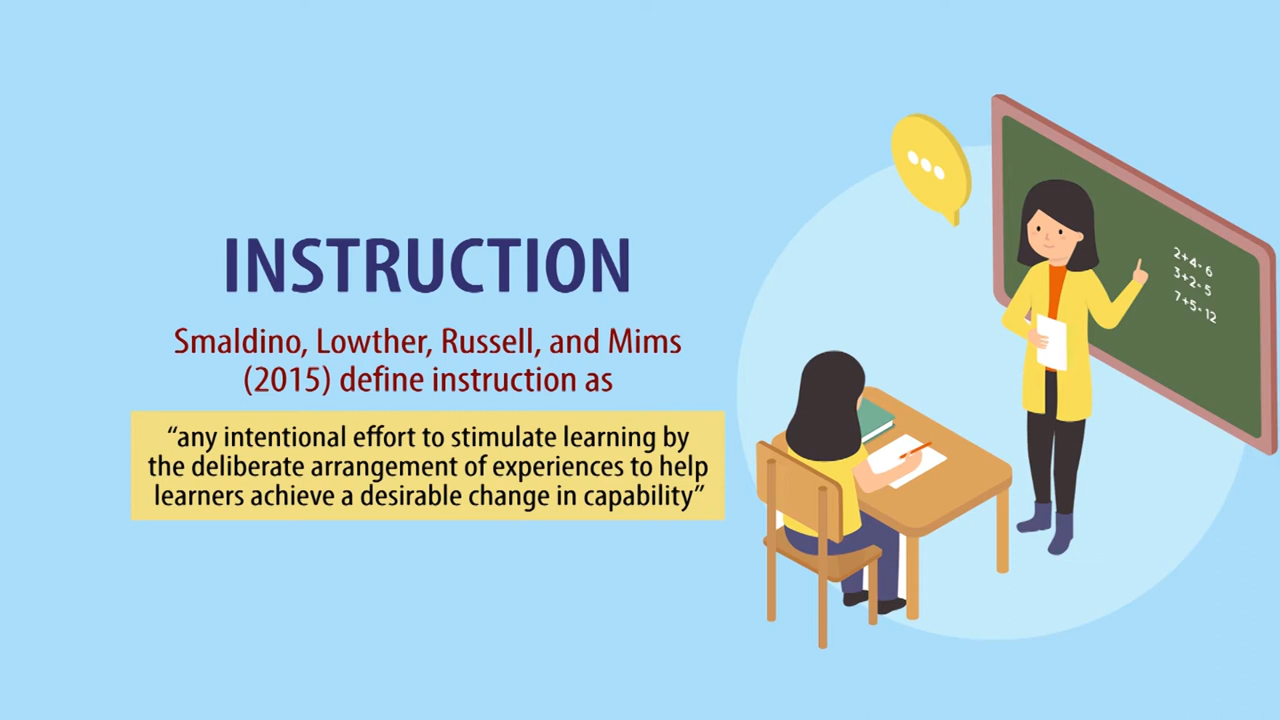 INSTRUCTION
Smaldino, Lowther, Russell, and Mims
(2015) define instruction as
“any intentional effort to stimulate learning by
the deliberate arrangement of experiences to help
learners achieve a desirable change in capability”
2+4= 6
3+2= 5
7+5= 12